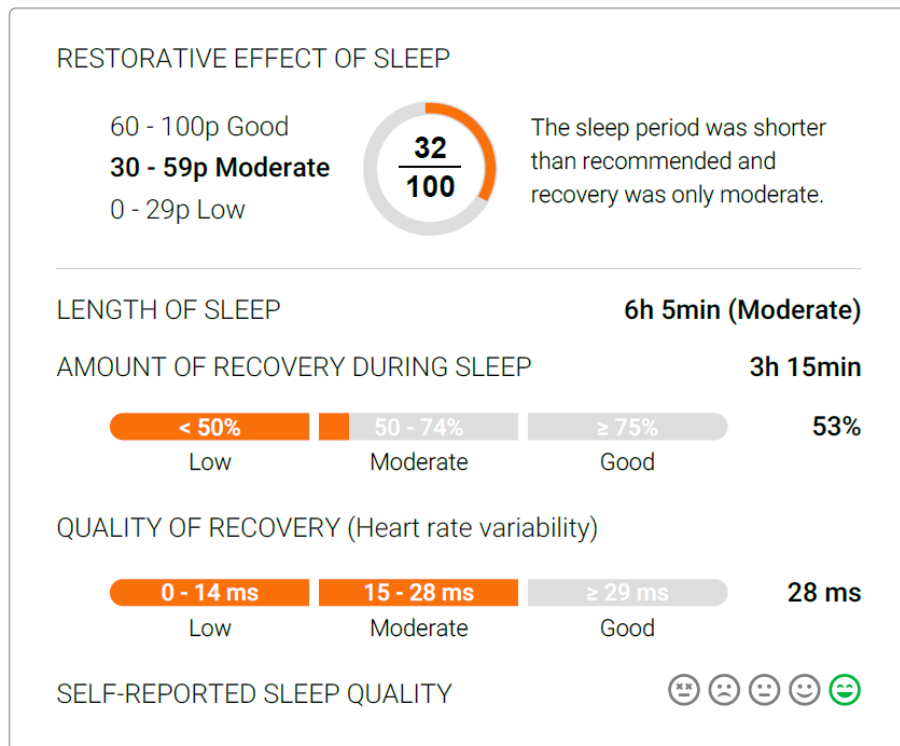 RESTORATIVE EFFECT OF SLEEP
60 - 100p Good
30 - 59p Moderate
0 - 29p Low
32
100
The sleep period was shorter
than recommended and
recovery was only moderate.
LENGTH OF SLEEP 6h 5min (Moderate)
AMOUNT OF RECOVERY DURING SLEEP 3h 15min
< 50% 50 - 74% ≥ 75% 53%
Low Moderate Good
QUALITY OF RECOVERY (Heart rate variability)
0 - 14 ms 15 - 28 ms ≥ 29 ms 28 ms
Low Moderate Good
SELF-REPORTED SLEEP QUALITY